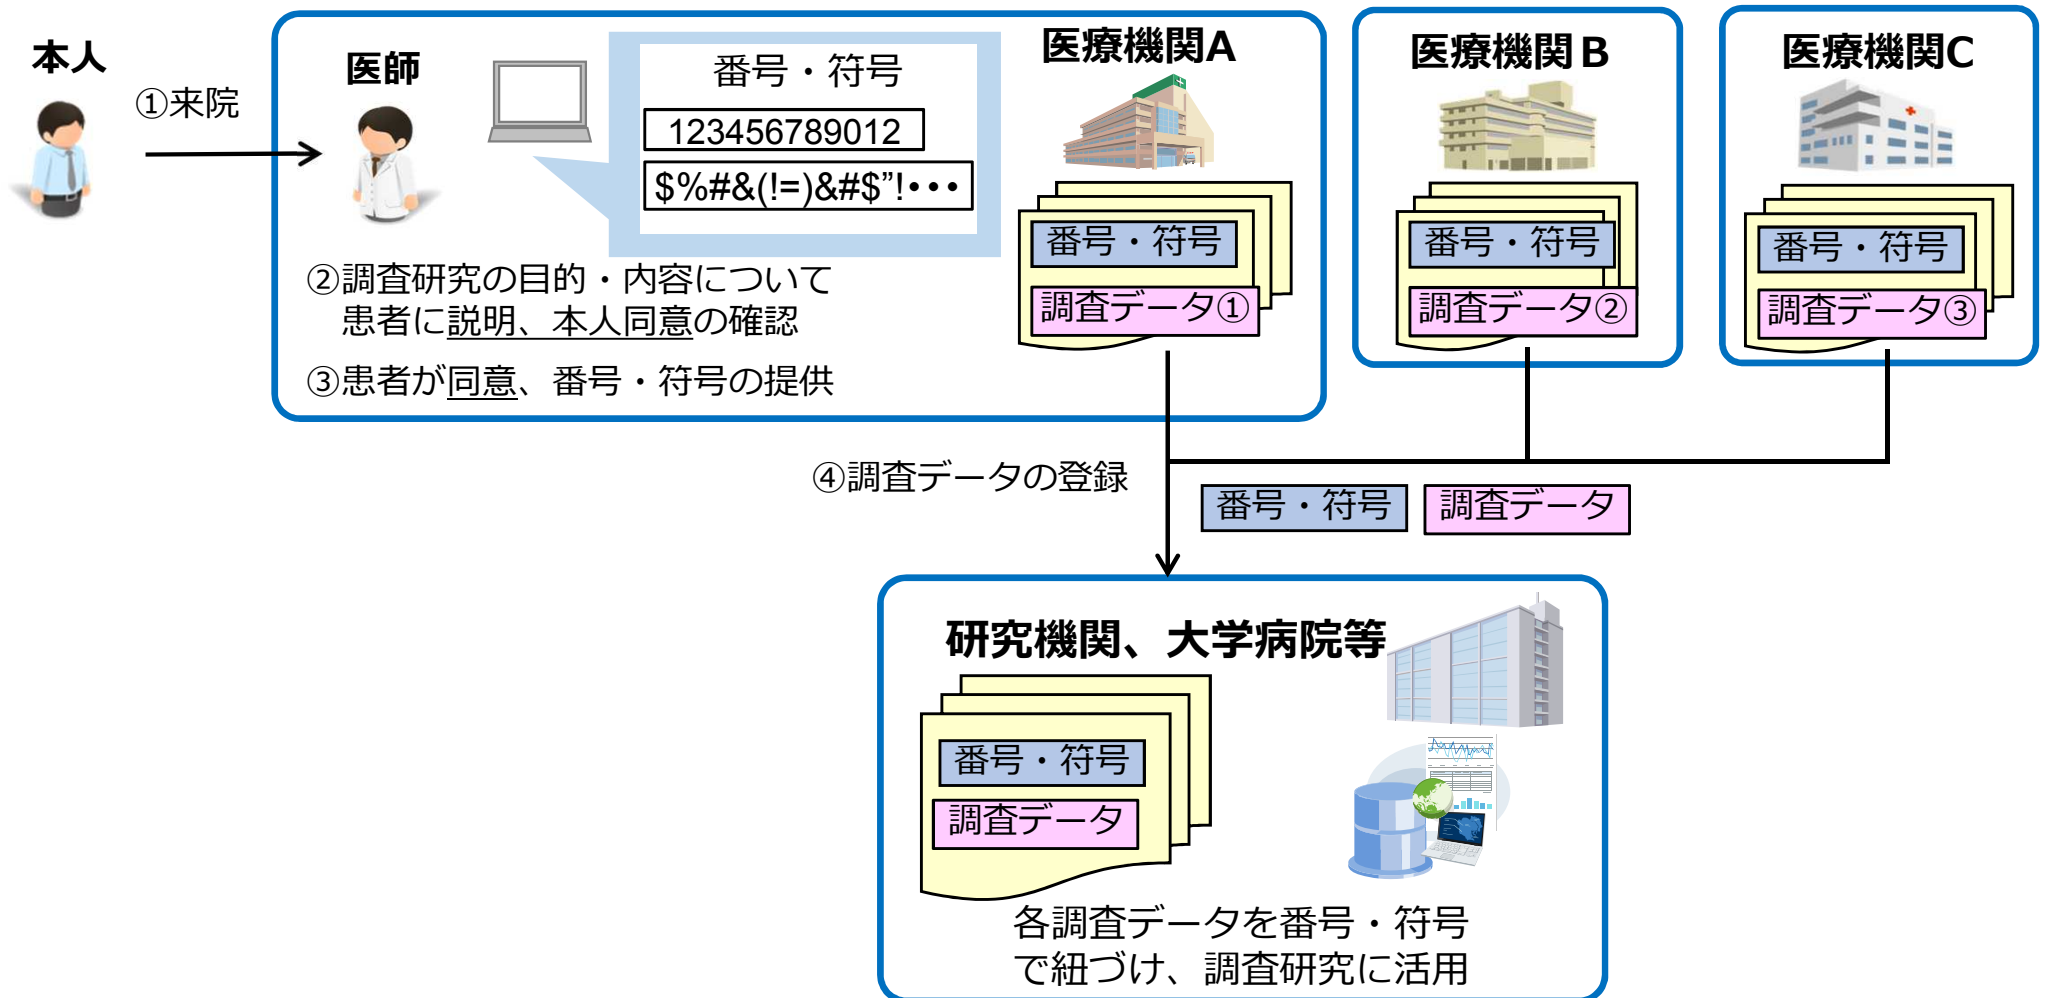 本人
①来院
医師
番号・符号
123456789012
$%#&(!=)&#$”!・・・
②調査研究の目的・内容について
患者に説明、本人同意の確認
③患者が同意、番号・符号の提供
医療機関A
番号・符号
調査データ①
医療機関B
番号・符号
調査データ②
医療機関C
番号・符号
調査データ③
④調査データの登録
番号・符号
調査データ
研究機関、大学病院等
番号・符号
調査データ
各調査データを番号・符号
で紐づけ、調査研究に活用